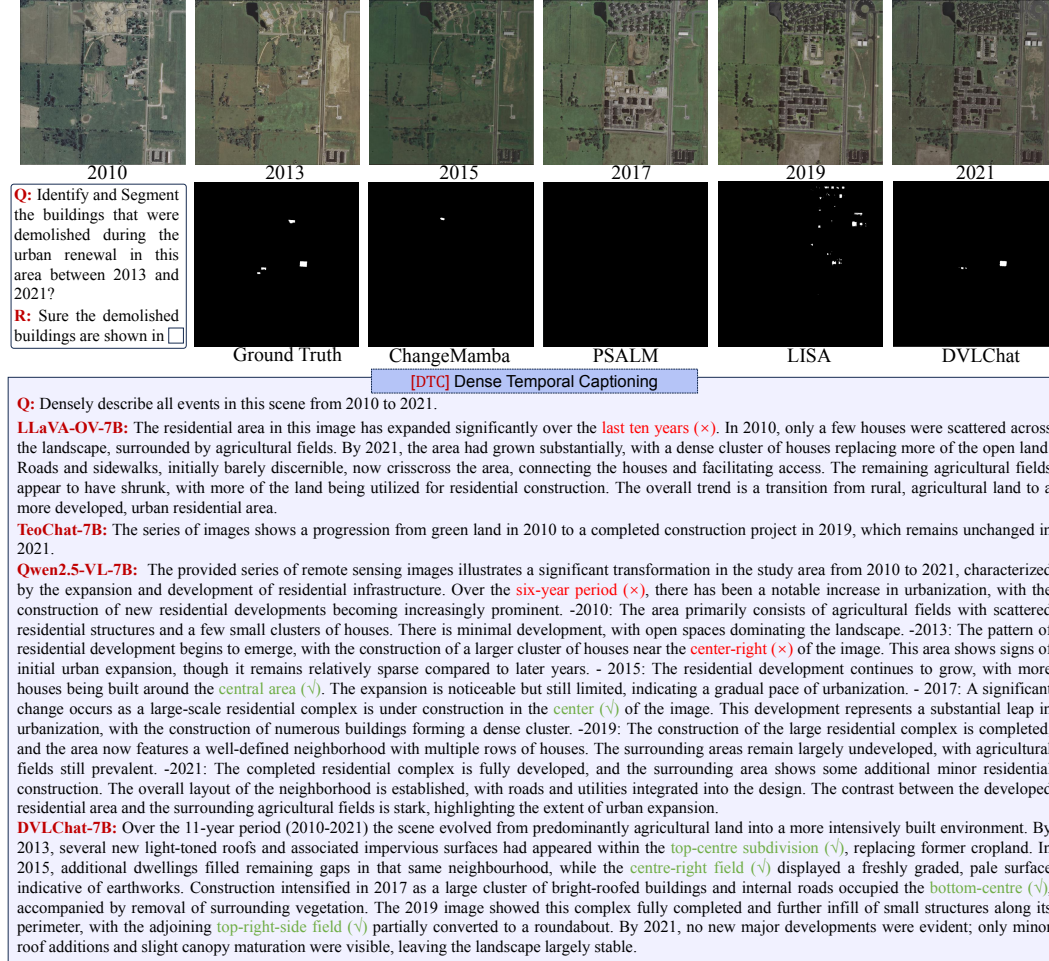 2010 2013 2015 2017 2019 2021
Q: Identify and Segment
the buildings that were
demolished during the
urban renewal in this
area between 2013 and
2021?
R: Sure the demolished
buildings are shown in □
Ground Truth ChangeMamba PSALM LISA DVLChat
[DTC] Dense Temporal Captioning
Q: Densely describe all events in this scene from 2010 to 2021.
LLaVA-OV-7B: The residential area in this image has expanded significantly over the last ten years (×). In 2010, only a few houses were scattered across
the landscape, surrounded by agricultural fields. By 2021, the area had grown substantially, with a dense cluster of houses replacing more of the open land.
Roads and sidewalks, initially barely discernible, now crisscross the area, connecting the houses and facilitating access. The remaining agricultural fields
appear to have shrunk, with more of the land being utilized for residential construction. The overall trend is a transition from rural, agricultural land to a
more developed, urban residential area.
TeoChat-7B: The series of images shows a progression from green land in 2010 to a completed construction project in 2019, which remains unchanged in
2021.
Qwen2.5-VL-7B: The provided series of remote sensing images illustrates a significant transformation in the study area from 2010 to 2021, characterized
by the expansion and development of residential infrastructure. Over the six-year period (×), there has been a notable increase in urbanization, with the
construction of new residential developments becoming increasingly prominent. -2010: The area primarily consists of agricultural fields with scattered
residential structures and a few small clusters of houses. There is minimal development, with open spaces dominating the landscape. -2013: The pattern of
residential development begins to emerge, with the construction of a larger cluster of houses near the center-right (×) of the image. This area shows signs of
initial urban expansion, though it remains relatively sparse compared to later years. - 2015: The residential development continues to grow, with more
houses being built around the central area (√). The expansion is noticeable but still limited, indicating a gradual pace of urbanization. - 2017: A significant
change occurs as a large-scale residential complex is under construction in the center (√) of the image. This development represents a substantial leap in
urbanization, with the construction of numerous buildings forming a dense cluster. -2019: The construction of the large residential complex is completed,
and the area now features a well-defined neighborhood with multiple rows of houses. The surrounding areas remain largely undeveloped, with agricultural
fields still prevalent. -2021: The completed residential complex is fully developed, and the surrounding area shows some additional minor residential
construction. The overall layout of the neighborhood is established, with roads and utilities integrated into the design. The contrast between the developed
residential area and the surrounding agricultural fields is stark, highlighting the extent of urban expansion.
DVLChat-7B: Over the 11-year period (2010-2021) the scene evolved from predominantly agricultural land into a more intensively built environment. By
2013, several new light-toned roofs and associated impervious surfaces had appeared within the top-centre subdivision (√), replacing former cropland. In
2015, additional dwellings filled remaining gaps in that same neighbourhood, while the centre-right field (√) displayed a freshly graded, pale surface
indicative of earthworks. Construction intensified in 2017 as a large cluster of bright-roofed buildings and internal roads occupied the bottom-centre (√),
accompanied by removal of surrounding vegetation. The 2019 image showed this complex fully completed and further infill of small structures along its
perimeter, with the adjoining top-right-side field (√) partially converted to a roundabout. By 2021, no new major developments were evident; only minor
roof additions and slight canopy maturation were visible, leaving the landscape largely stable.